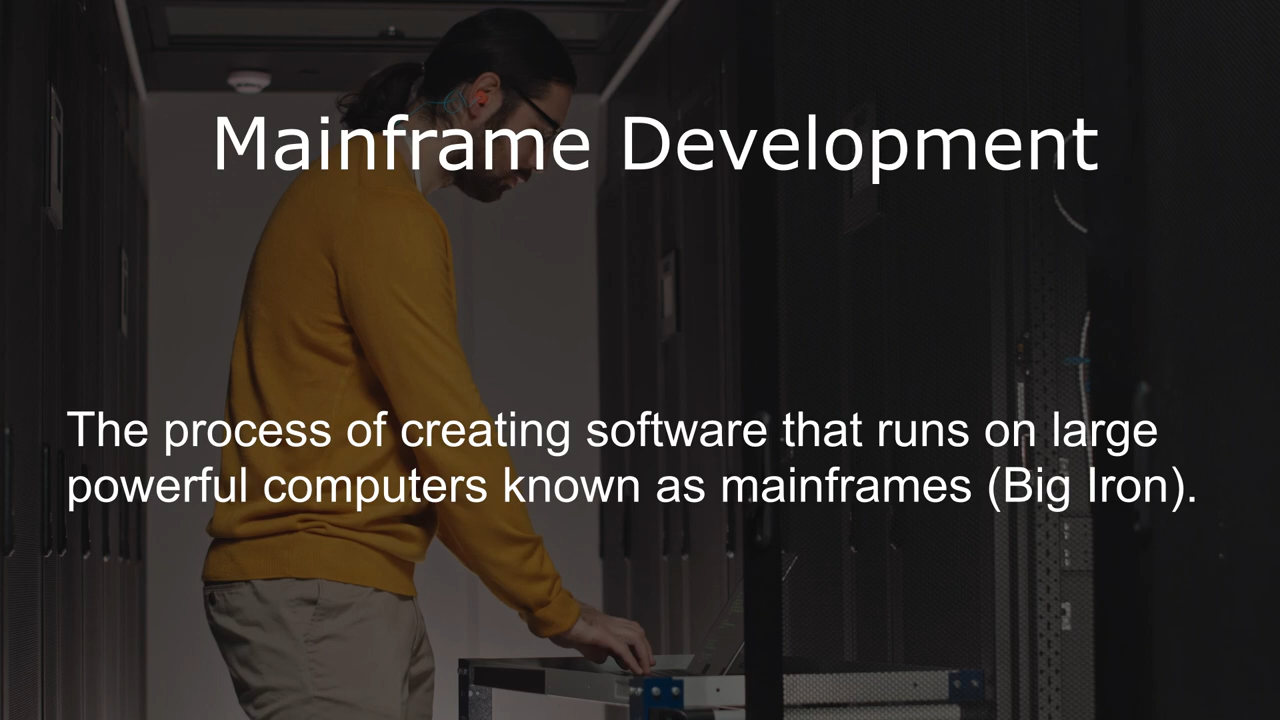 Mainframe Development
The process of creating software that runs on large
powerful computers known as mainframes (Big Iron).